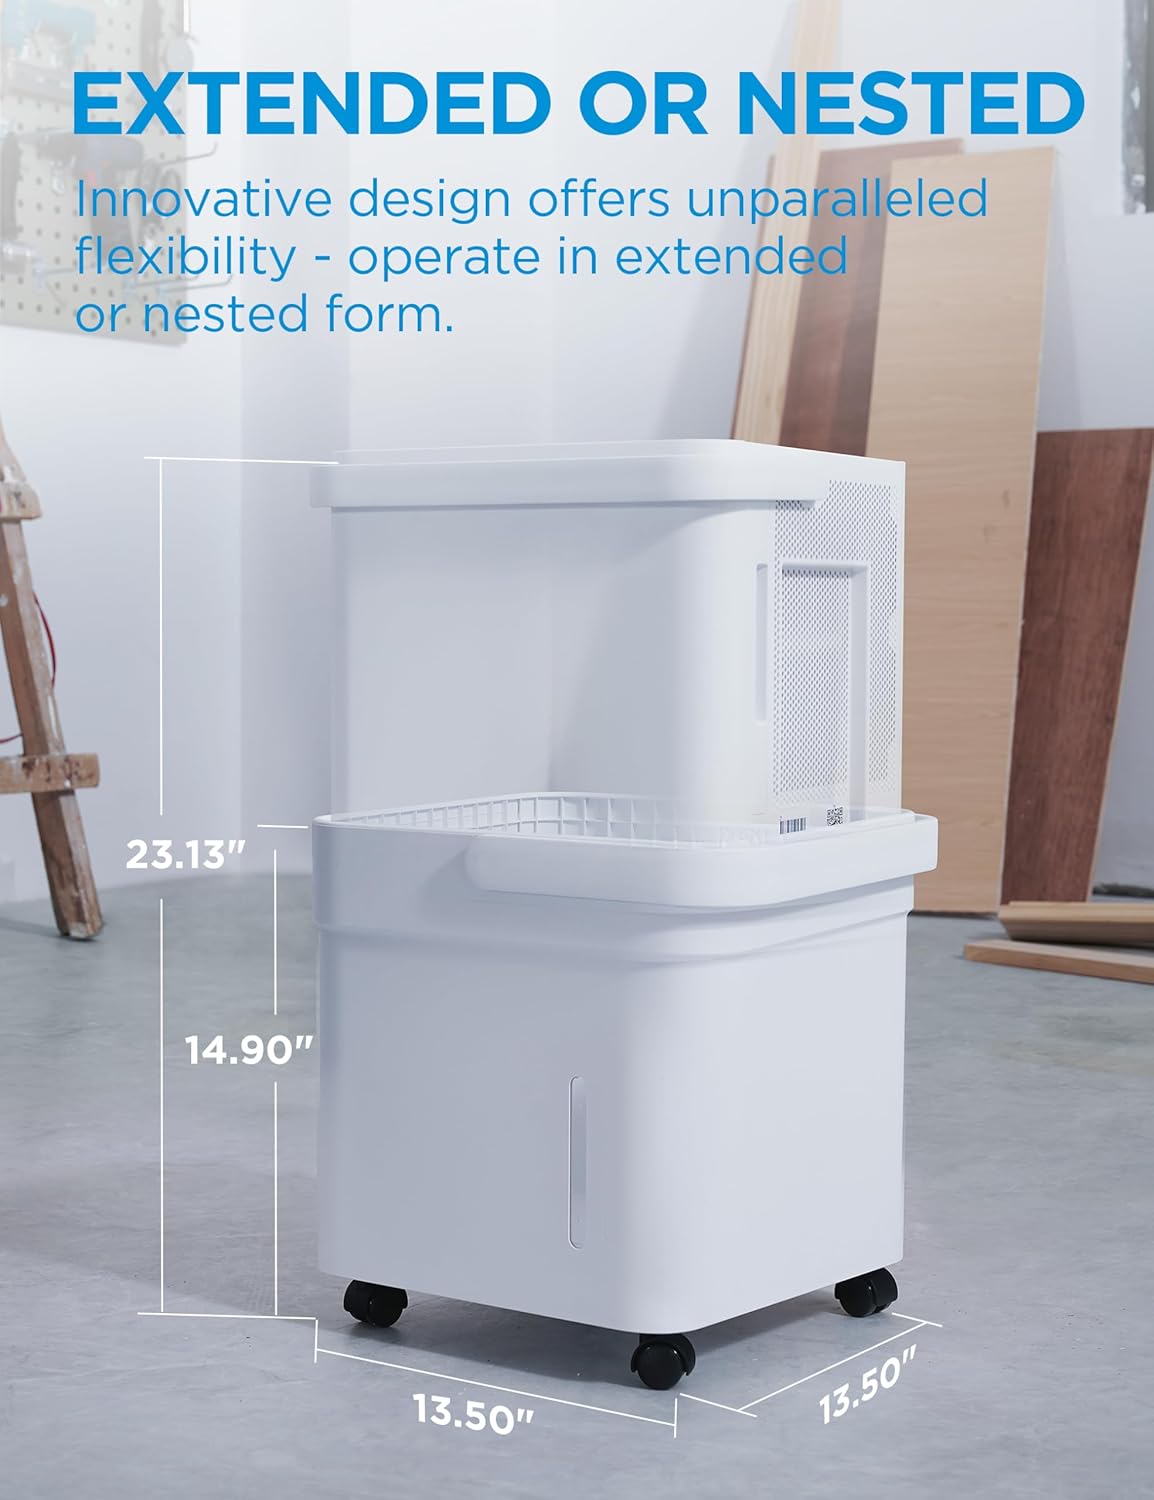 EXTENDED OR NESTED
Innovative design offers unparalleled
flexibility - operate in extended
or nested form.
23.13"
14.90"
13.50"
13.50"